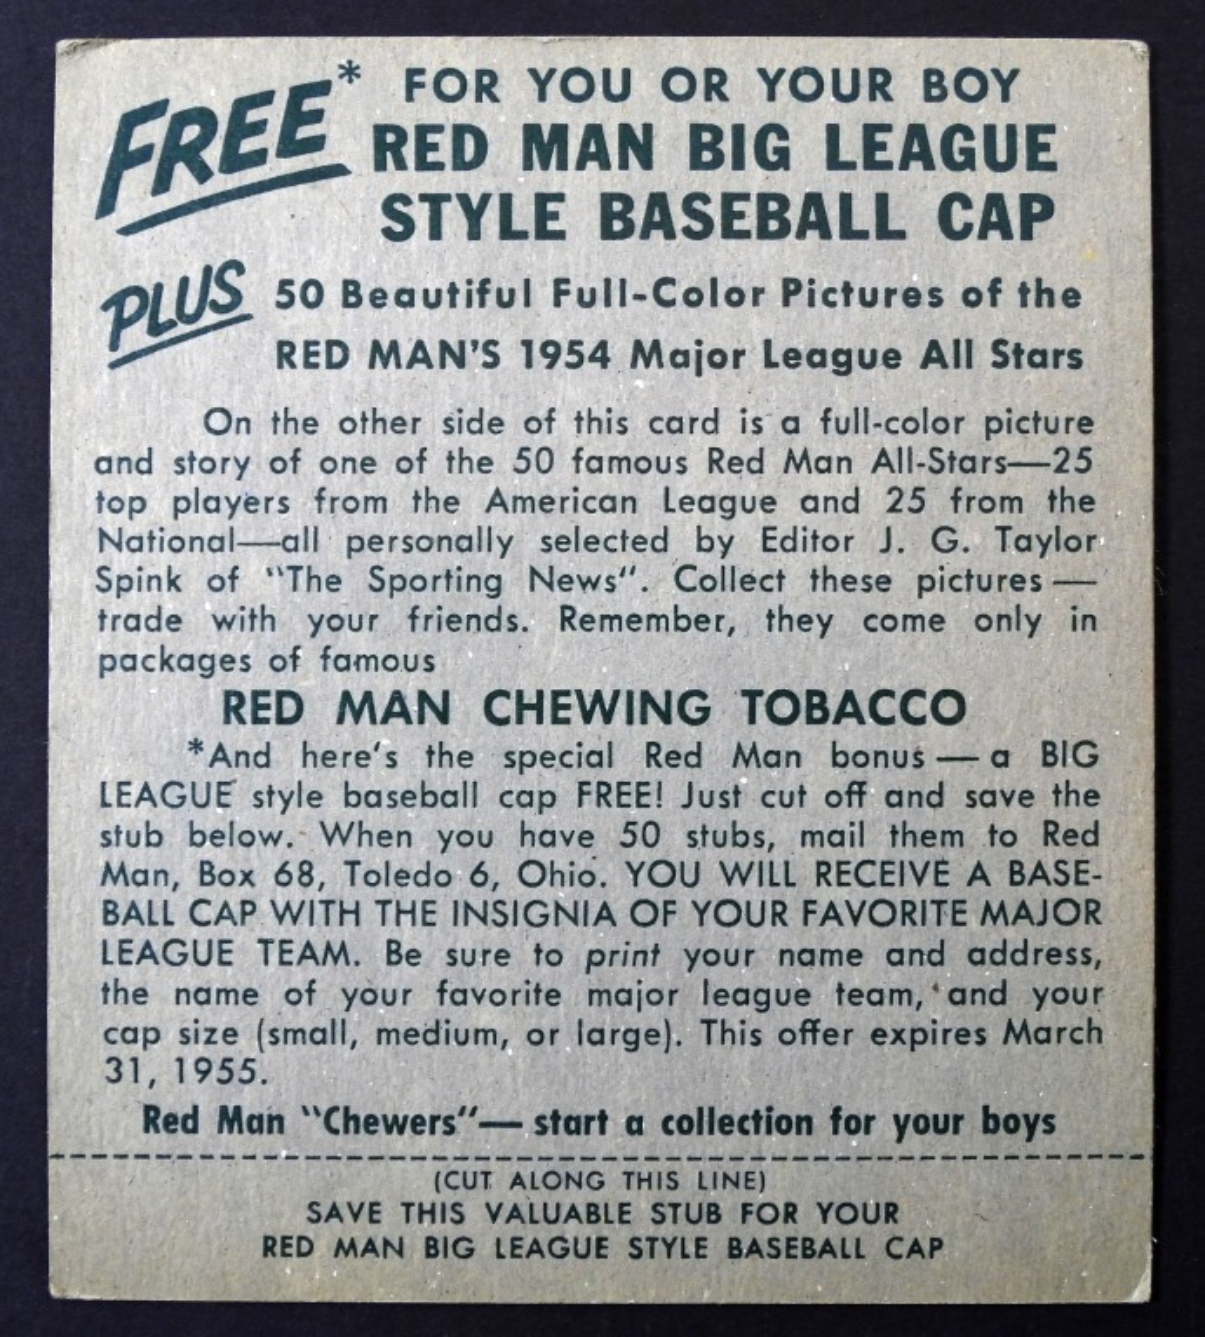 FREE* FOR YOU OR YOUR BOY
RED MAN BIG LEAGUE
STYLE BASEBALL CAP
PLUS 50 Beautiful Full-Color Pictures of the
RED MAN'S 1954 Major League All Stars
On the other side of this card is a full-color picture
and story of one of the 50 famous Red Man All-Stars—25
top players from the American League and 25 from the
National—all personally selected by Editor J. G. Taylor
Spink of "The Sporting News". Collect these pictures —
trade with your friends. Remember, they come only in
packages of famous
RED MAN CHEWING TOBACCO
*And here's the special Red Man bonus — a BIG
LEAGUE style baseball cap FREE! Just cut off and save the
stub below. When you have 50 stubs, mail them to Red
Man, Box 68, Toledo 6, Ohio. YOU WILL RECEIVE A BASE-
BALL CAP WITH THE INSIGNIA OF YOUR FAVORITE MAJOR
LEAGUE TEAM. Be sure to print your name and address,
the name of your favorite major league team, and your
cap size (small, medium, or large). This offer expires March
31, 1955.
Red Man "Chewers"— start a collection for your boys
(CUT ALONG THIS LINE)
SAVE THIS VALUABLE STUB FOR YOUR
RED MAN BIG LEAGUE STYLE BASEBALL CAP